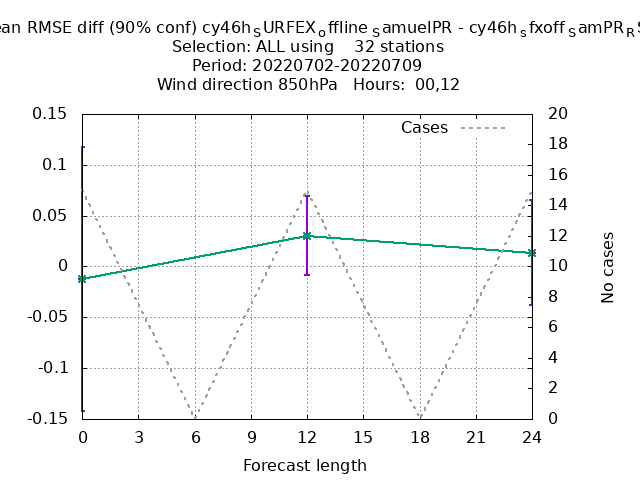 ean RMSE diff (90% conf) cy46hSURFEXoffline SamuelPR - cy46hsfxoffSamPRRS
Selection: ALL using    32 stations
Period: 20220702-20220709
Wind direction 850hPa   Hours:  00,12
Cases
0.15
0.1
0.05
0
-0.05
-0.1
-0.15
20
18
16
14
12
10
8
6
4
2
0
No cases
0 3 6 9 12 15 18 21 24
Forecast length